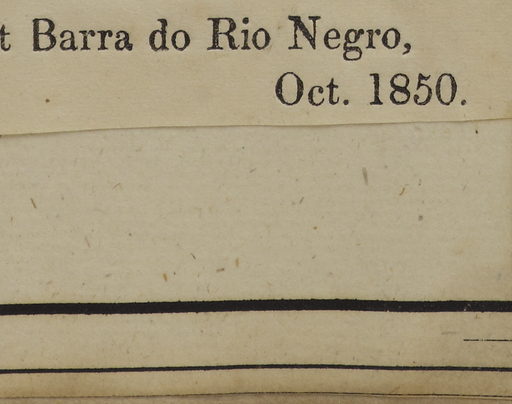 t Barra do Rio Negro,
Oct. 1850.